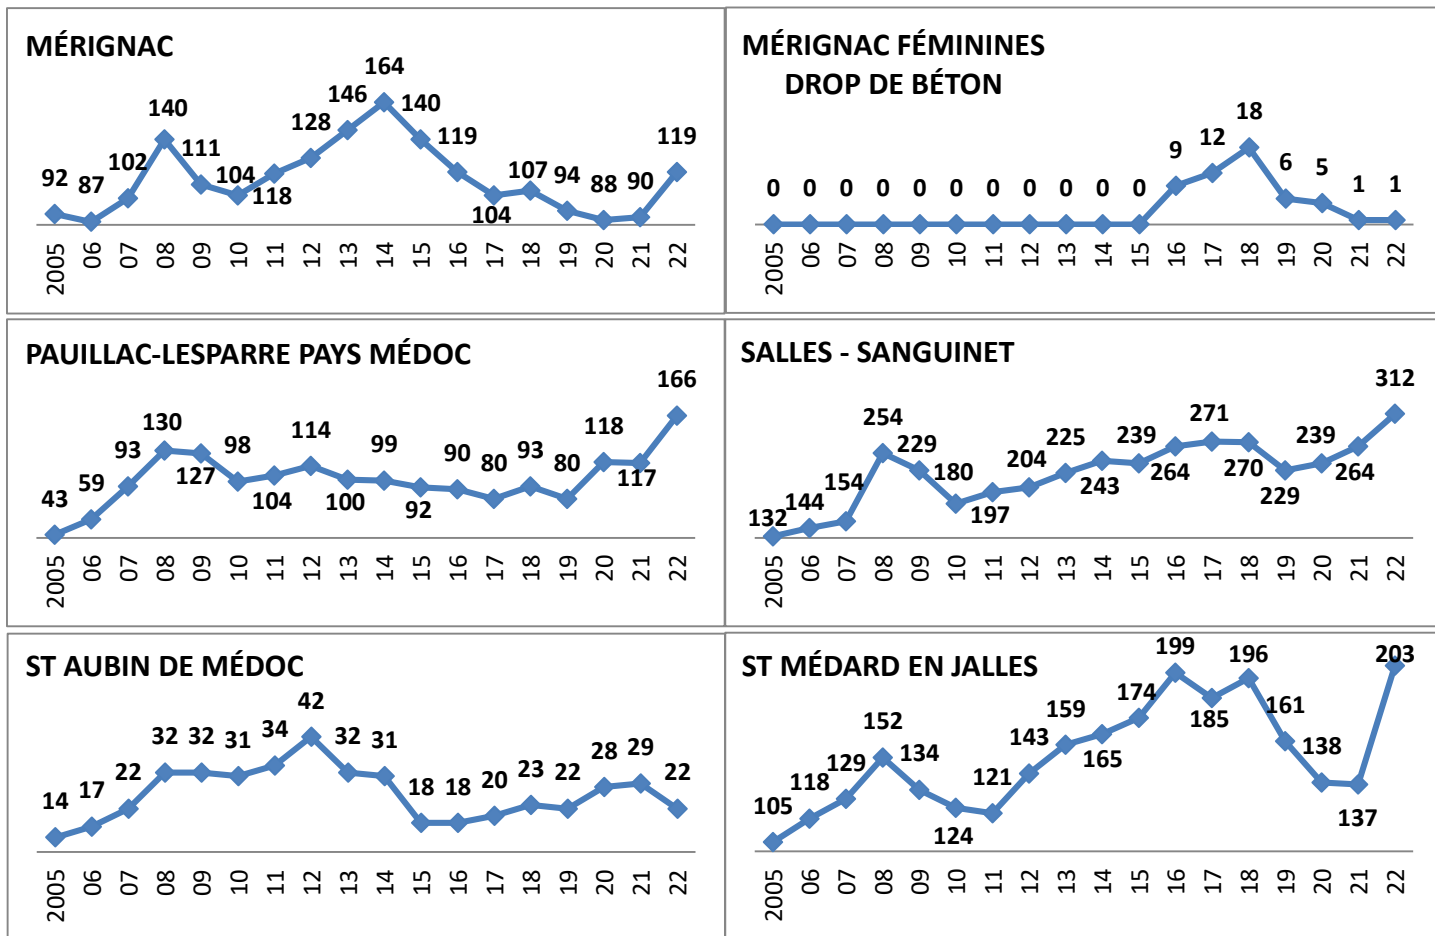 MÉRIGNAC
92 87 102 140 111 104 118 128 146 164 140 119 104 107 94 88 90 119
2005 06 07 08 09 10 11 12 13 14 15 16 17 18 19 20 21 22
MÉRIGNAC FÉMININES
DROP DE BÉTON
0 0 0 0 0 0 0 0 0 0 0 9 12 18 6 5 1 1
2005 06 07 08 09 10 11 12 13 14 15 16 17 18 19 20 21 22
PAUILLAC-LESPARRE PAYS MÉDOC
43 59 93 130 127 98 104 114 100 99 92 90 80 93 80 118 117 166
2005 06 07 08 09 10 11 12 13 14 15 16 17 18 19 20 21 22
SALLES - SANGUINET
132 144 154 254 229 180 197 204 225 243 239 264 271 270 229 239 264 312
2005 06 07 08 09 10 11 12 13 14 15 16 17 18 19 20 21 22
ST AUBIN DE MÉDOC
14 17 22 32 32 31 34 42 32 31 18 18 20 23 22 28 29 22
2005 06 07 08 09 10 11 12 13 14 15 16 17 18 19 20 21 22
ST MÉDARD EN JALLES
105 118 129 152 134 124 121 143 159 165 174 199 185 196 161 138 137 203
2005 06 07 08 09 10 11 12 13 14 15 16 17 18 19 20 21 22